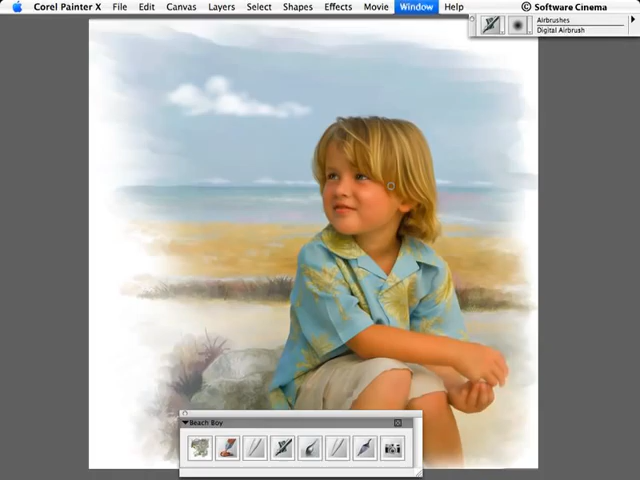 Corel Painter X File Edit Canvas Layers Select Shapes Effects Movie Window Help © Software Cinema
Airbrushes
Digital Airbrush
Beach Boy